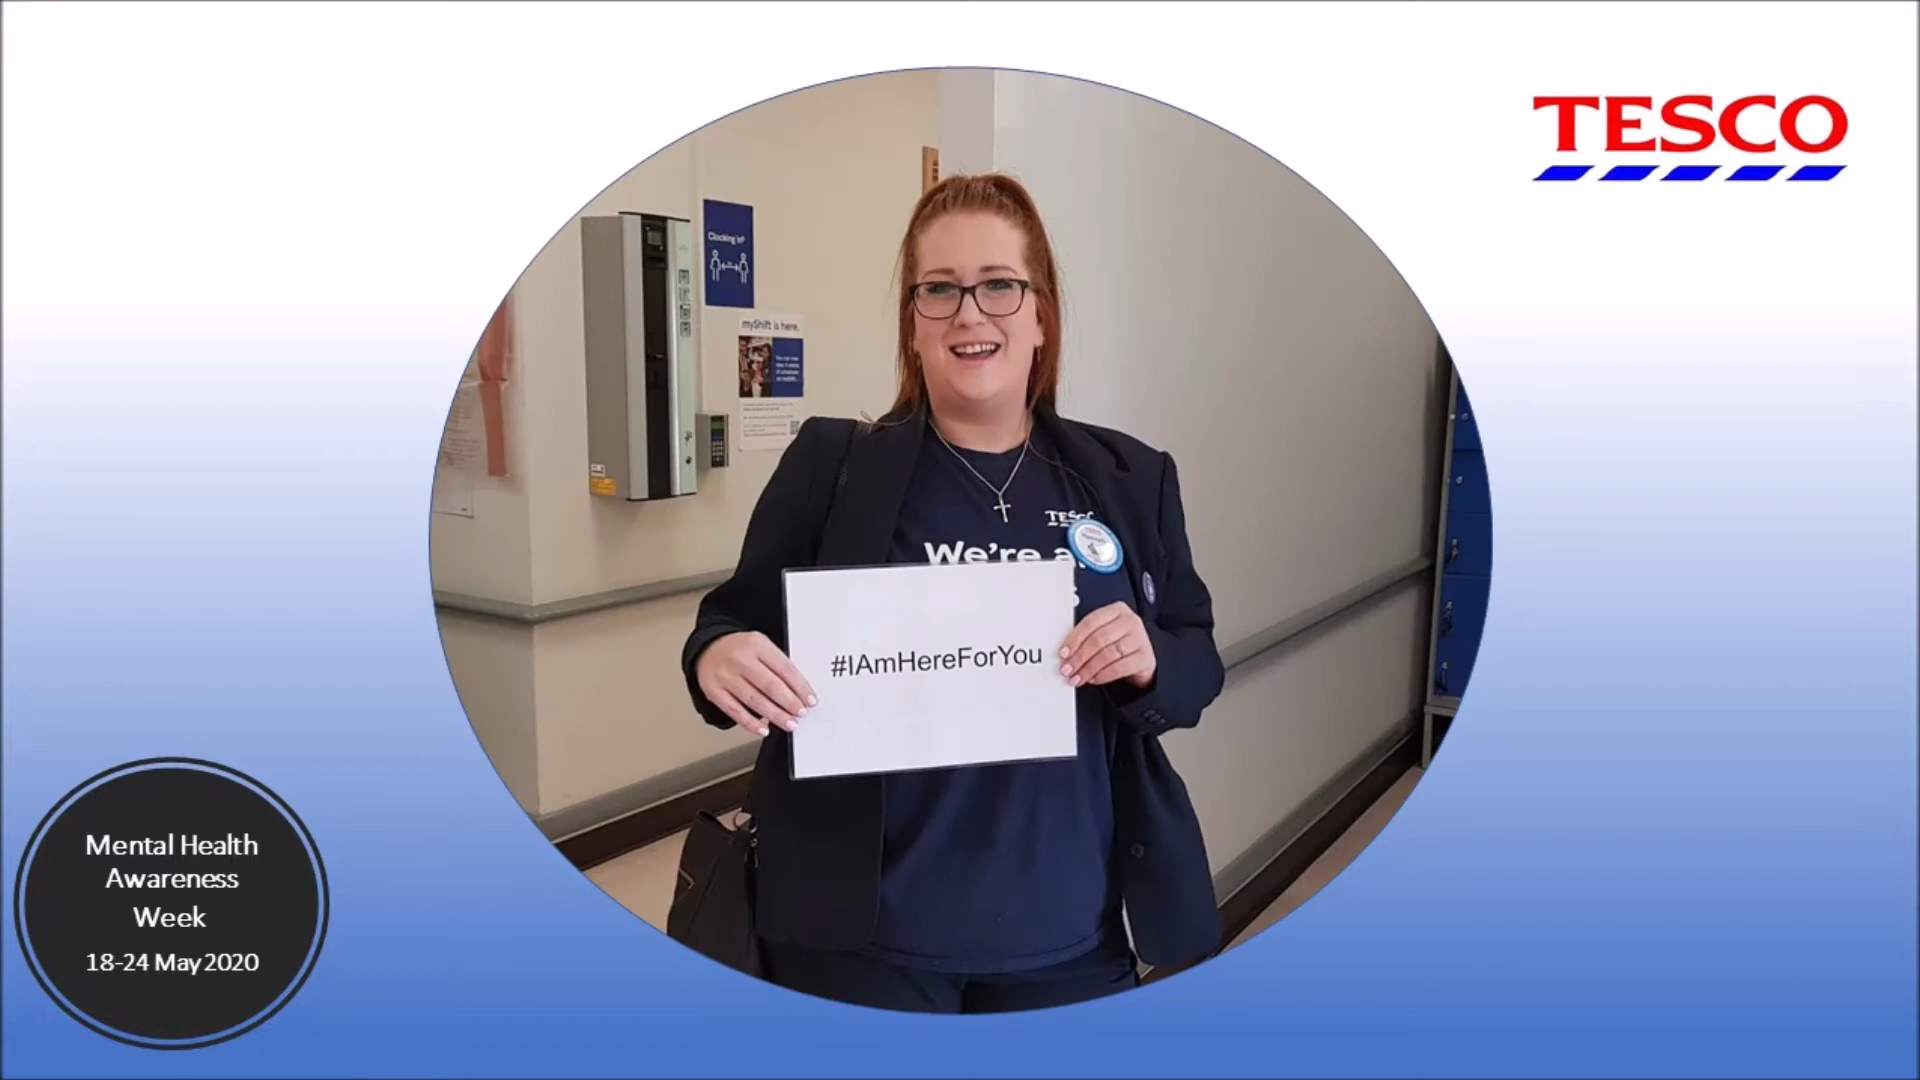 TESCO
Clocking in?
myShift is here.
TESCO
We're a
s
#IAmHereForYou
Mental Health
Awareness
Week
18-24 May 2020